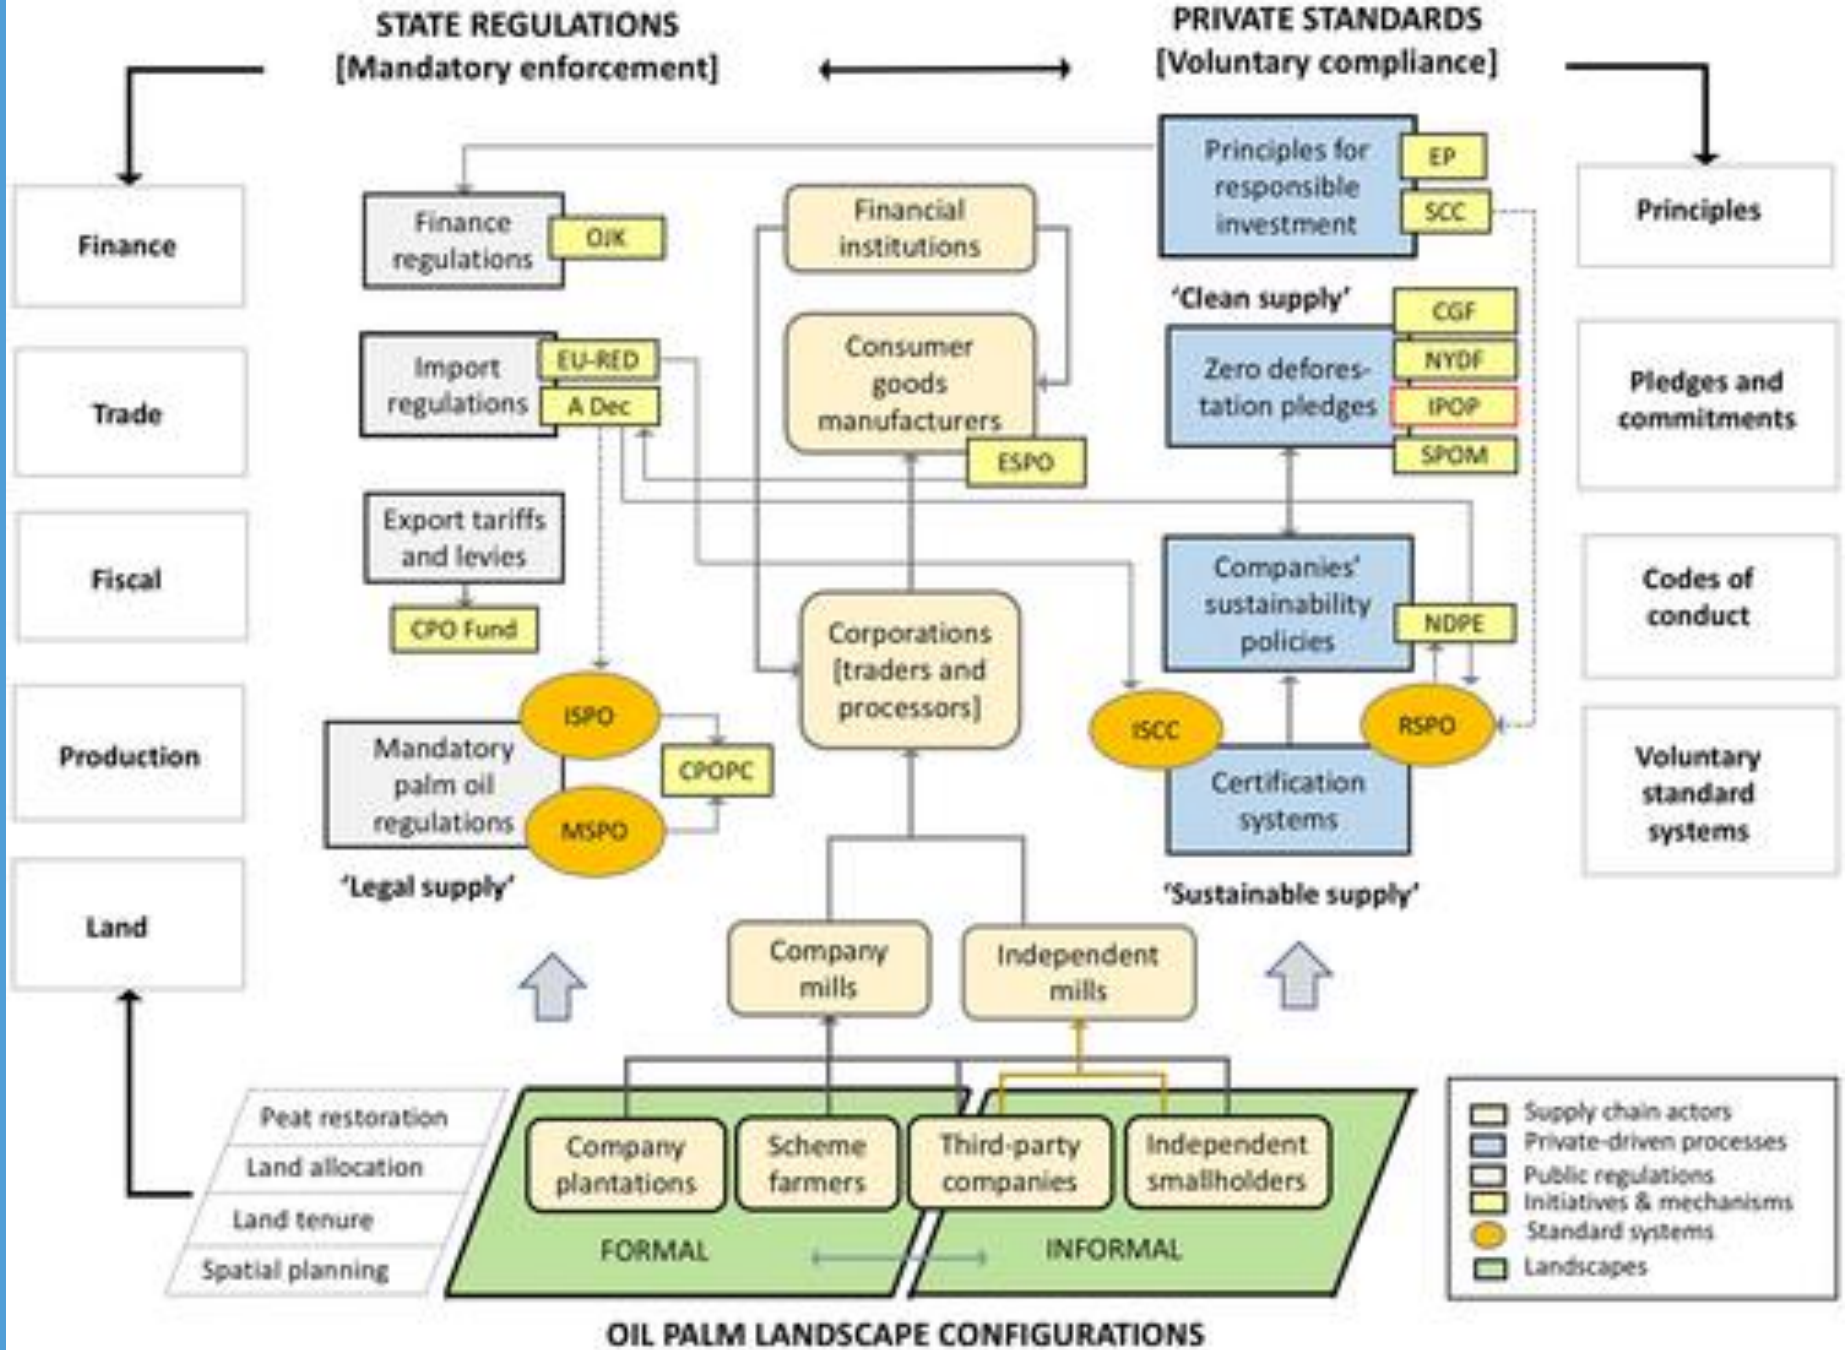 STATE REGULATIONS
[Mandatory enforcement]
PRIVATE STANDARDS
[Voluntary compliance]
Finance
Trade
Fiscal
Production
Land
Finance
regulations
OJK
Import
regulations
EU-RED
A Dec
Export tariffs
and levies
CPO Fund
Mandatory
palm oil
regulations
ISPO
MSPO
CPOPC
'Legal supply'
Financial
institutions
Consumer
goods
manufacturers
ESPO
Corporations
[traders and
processors]
Company
mills
Independent
mills
Principles for
responsible
investment
EP
SCC
'Clean supply'
Zero defores-
tation pledges
CGF
NYDF
IPOP
SPOM
Companies'
sustainability
policies
NDPE
ISCC
RSPO
Certification
systems
'Sustainable supply'
Principles
Pledges and
commitments
Codes of
conduct
Voluntary
standard
systems
Peat restoration
Land allocation
Land tenure
Spatial planning
Company
plantations
Scheme
farmers
Third-party
companies
Independent
smallholders
FORMAL
INFORMAL
OIL PALM LANDSCAPE CONFIGURATIONS
Supply chain actors
Private-driven processes
Public regulations
Initiatives & mechanisms
Standard systems
Landscapes